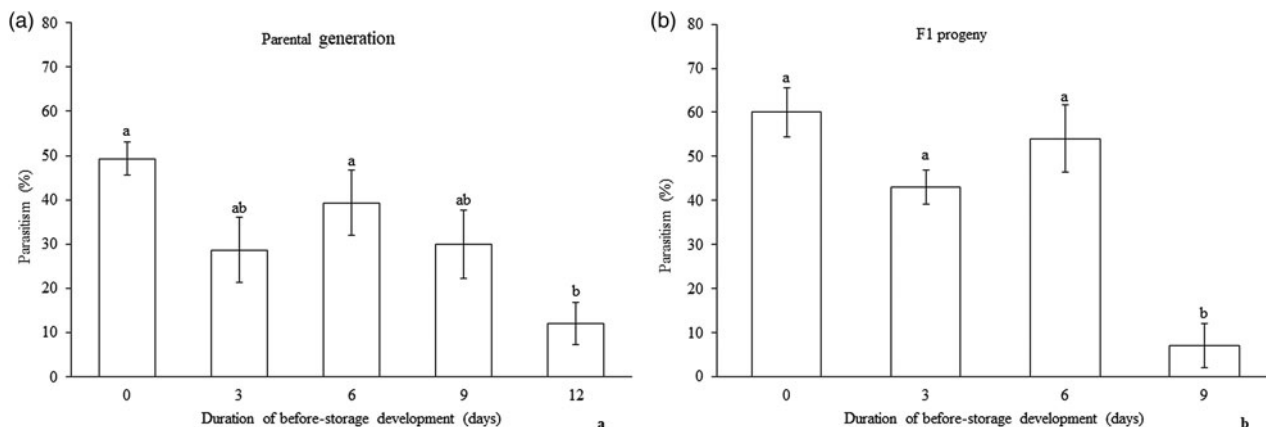 (a)
Parental generation
80
70
60
50
40
30
20
10
0
Parasitism (%)
a
ab
a
ab
b
0 3 6 9 12
Duration of before-storage development (days)
a
(b)
F1 progeny
80
70
60
50
40
30
20
10
0
Parasitism (%)
a
a
a
b
0 3 6 9
Duration of before-storage development (days)
b